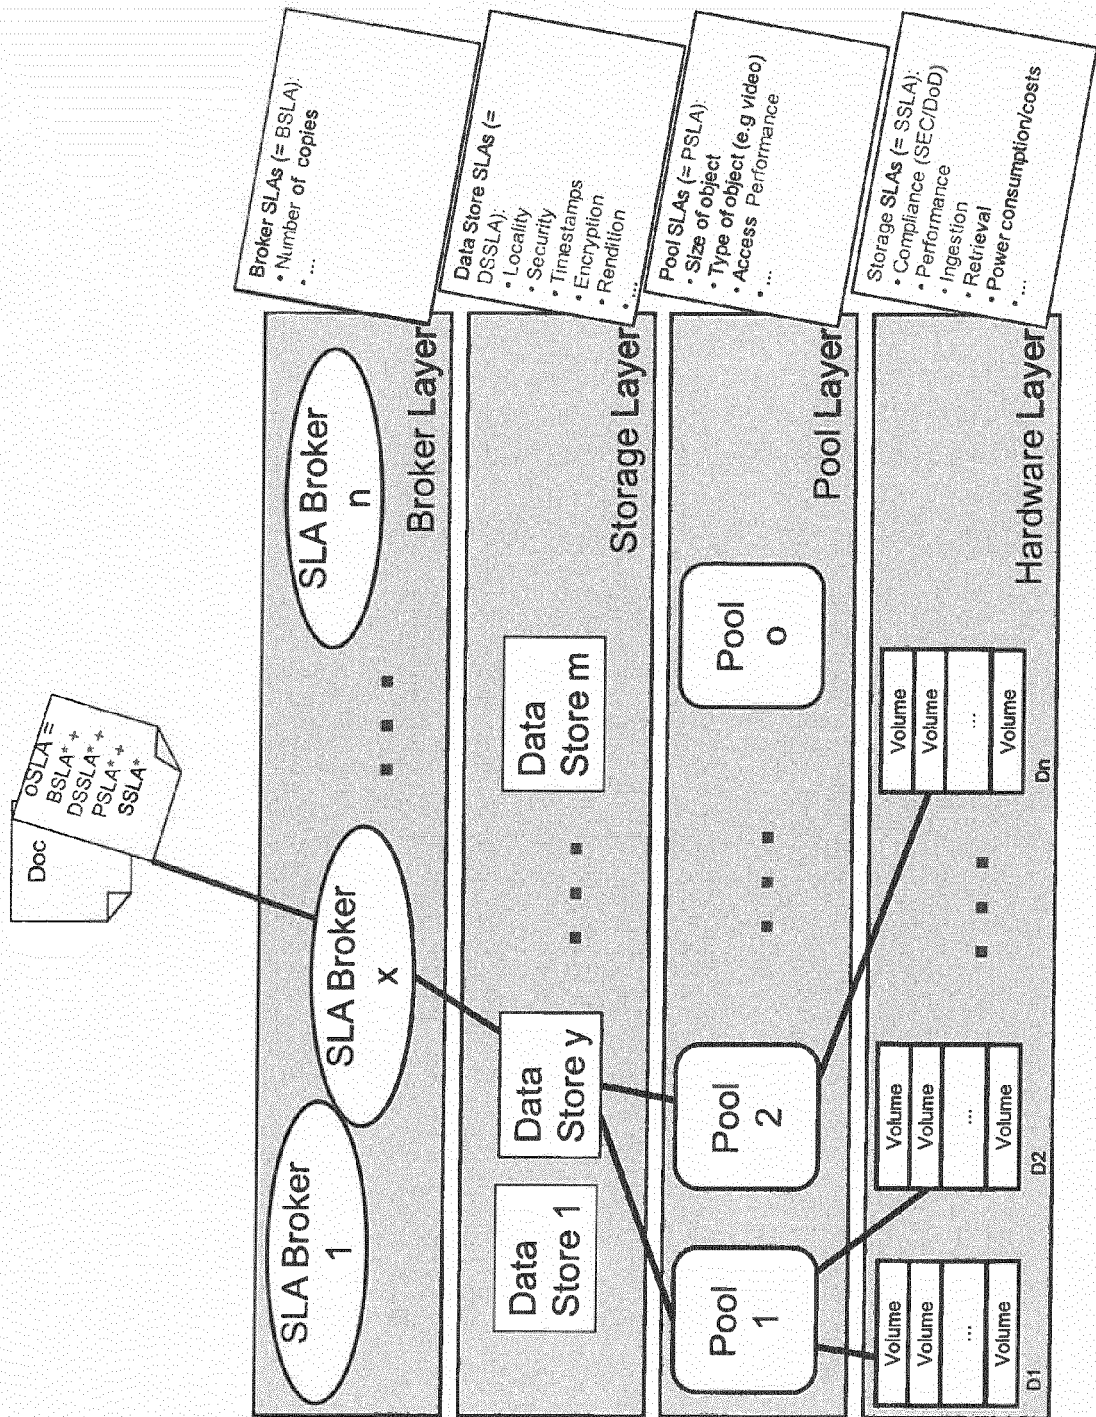 Doc
oSLA =
BSLA* +
DSSLA* +
PSLA* +
SSLA*
SLA Broker
1
SLA Broker
x
SLA Broker
n
Broker Layer
Broker SLAs (= BSLA):
• Number of copies
• ...
Data
Store 1
Data
Store y
Data
Store m
Storage Layer
Data Store SLAs (=
DSSLA):
• Locality
• Security
• Timestamps
• Encryption
• Rendition
• ...
Pool
1
Pool
2
Pool
o
Pool Layer
Pool SLAs (= PSLA):
• Size of object
• Type of object (e.g video)
• Access Performance
• ...
Volume
Volume
...
Volume
D1
Volume
Volume
...
Volume
D2
Volume
Volume
...
Volume
Dn
Hardware Layer
Storage SLAs (= SSLA):
• Compliance (SEC/DoD)
• Performance
• Ingestion
• Retrieval
• Power consumption/costs
• ...